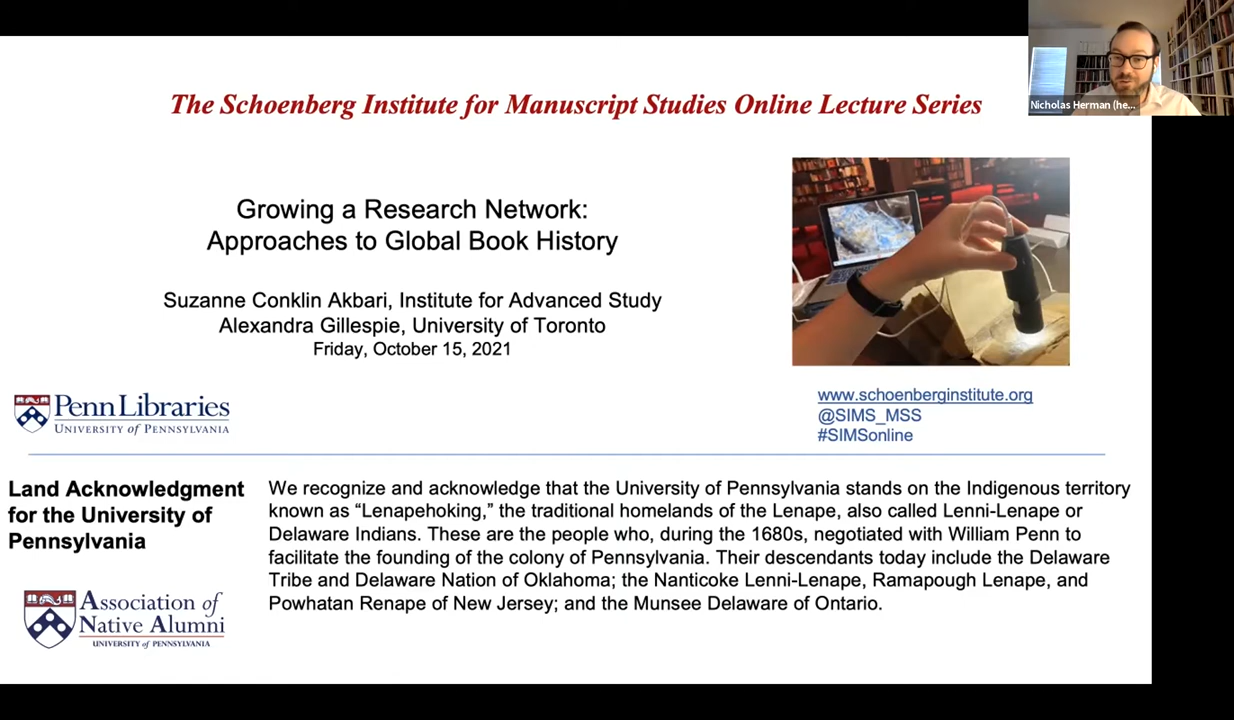 Nicholas Herman (he...
The Schoenberg Institute for Manuscript Studies Online Lecture Series
Growing a Research Network:
Approaches to Global Book History
Suzanne Conklin Akbari, Institute for Advanced Study
Alexandra Gillespie, University of Toronto
Friday, October 15, 2021
www.schoenberginstitute.org
@SIMS_MSS
#SIMSonline
Penn Libraries
UNIVERSITY of PENNSYLVANIA
Land Acknowledgment
for the University of
Pennsylvania
We recognize and acknowledge that the University of Pennsylvania stands on the Indigenous territory
known as “Lenapehoking,” the traditional homelands of the Lenape, also called Lenni-Lenape or
Delaware Indians. These are the people who, during the 1680s, negotiated with William Penn to
facilitate the founding of the colony of Pennsylvania. Their descendants today include the Delaware
Tribe and Delaware Nation of Oklahoma; the Nanticoke Lenni-Lenape, Ramapough Lenape, and
Powhatan Renape of New Jersey; and the Munsee Delaware of Ontario.
Association of
Native Alumni
UNIVERSITY of PENNSYLVANIA